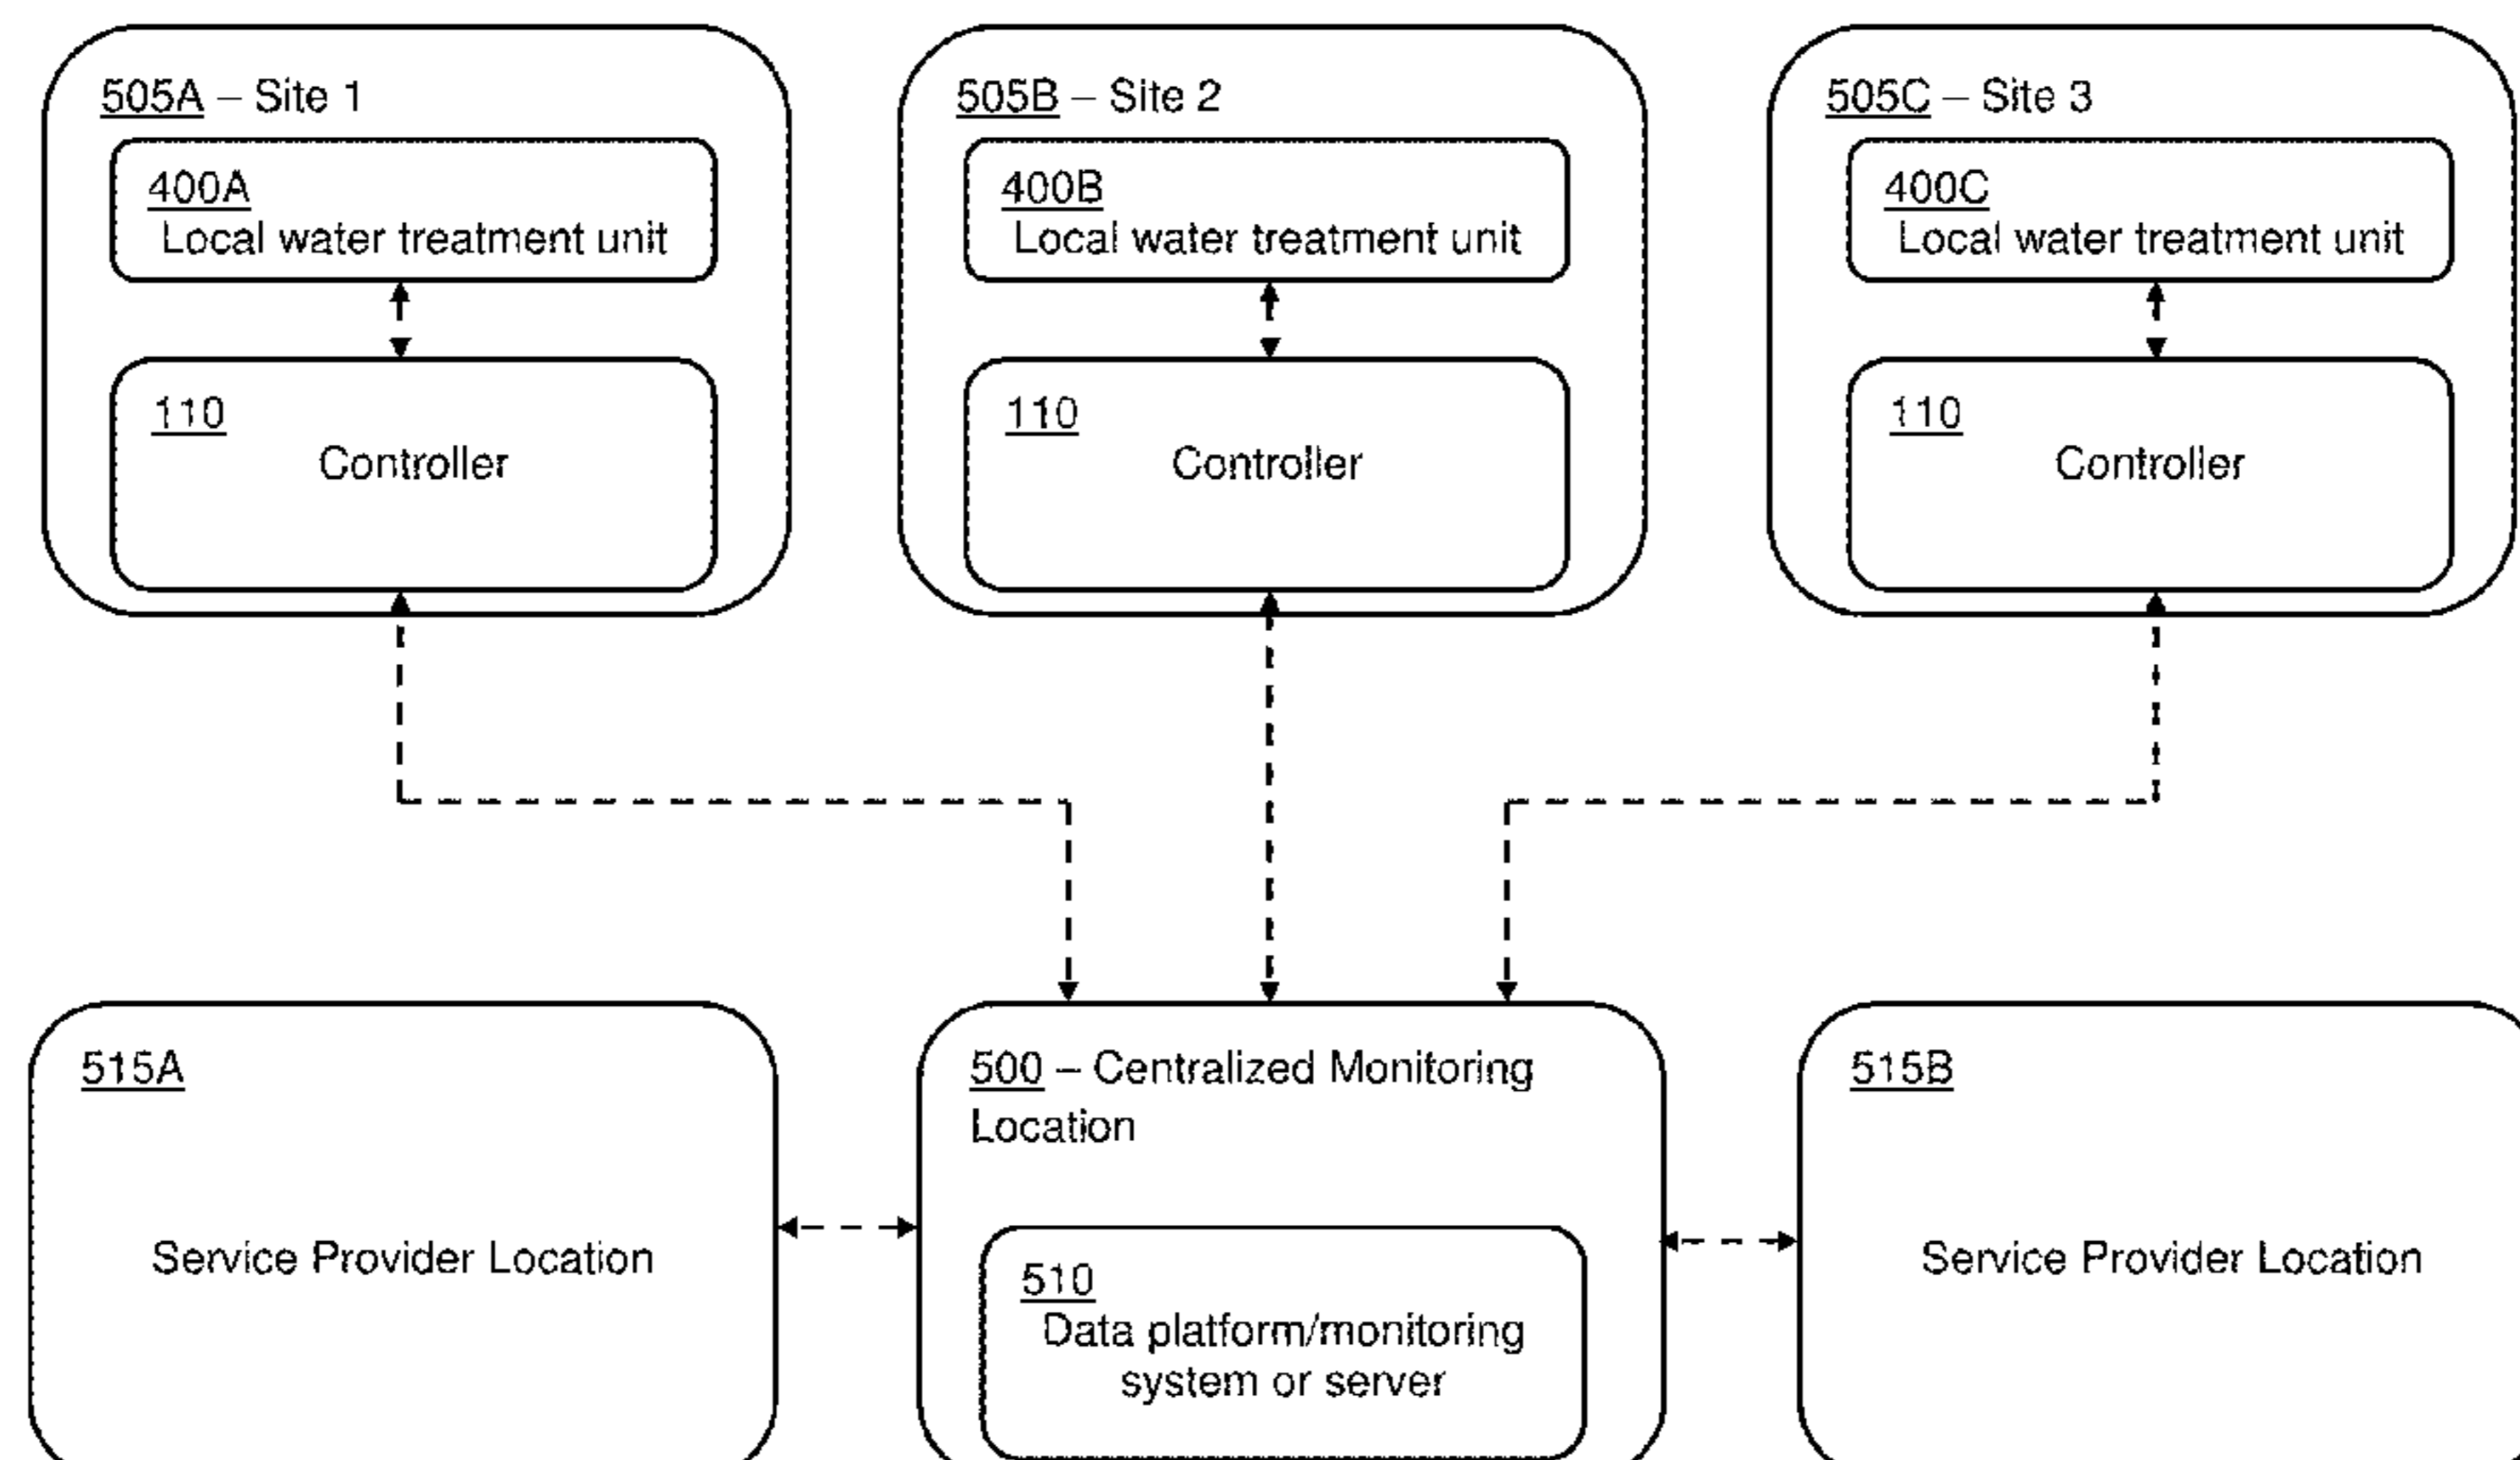 505A – Site 1
400A
Local water treatment unit
110
Controller
505B – Site 2
400B
Local water treatment unit
110
Controller
505C – Site 3
400C
Local water treatment unit
110
Controller
515A
Service Provider Location
500 – Centralized Monitoring
Location
510
Data platform/monitoring
system or server
515B
Service Provider Location